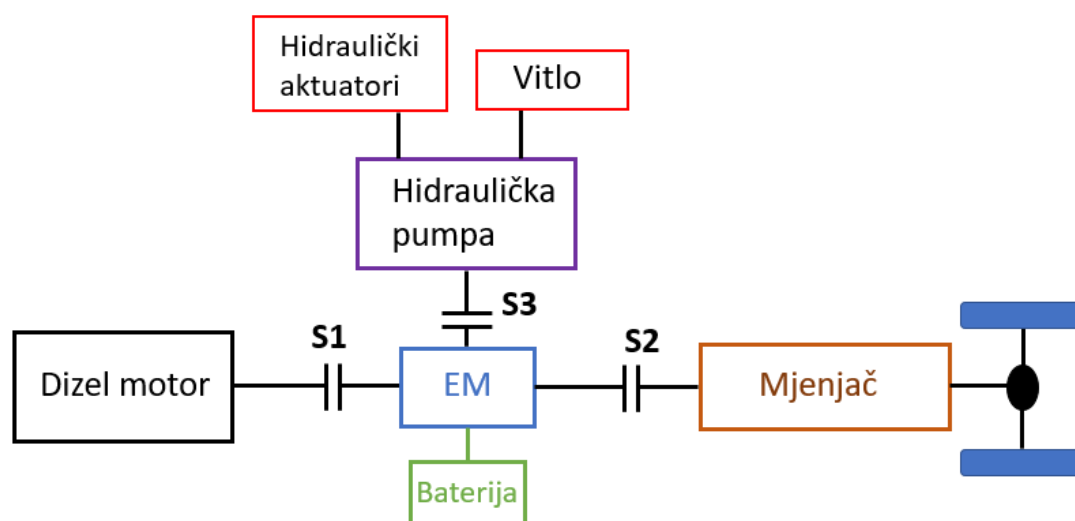 Hidraulički
aktuatori
Vitlo
Hidraulička
pumpa
S3
S1
S2
Dizel motor
EM
Mjenjač
Baterija